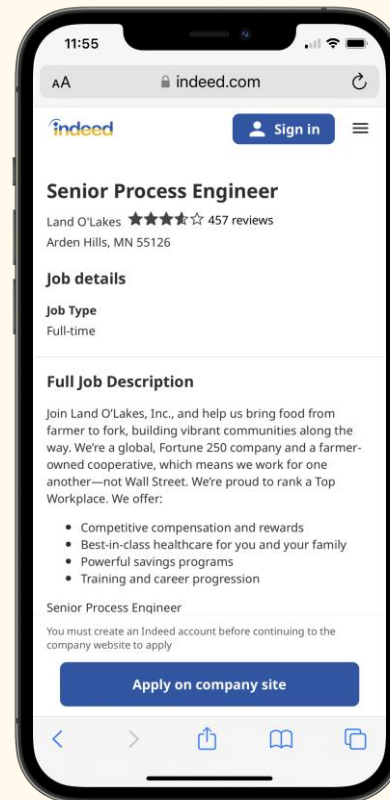 11:55
AA
indeed.com
indeed
Sign in
Senior Process Engineer
Land O'Lakes 457 reviews
Arden Hills, MN 55126
Job details
Job Type
Full-time
Full Job Description
Join Land O'Lakes, Inc., and help us bring food from
farmer to fork, building vibrant communities along the
way. We're a global, Fortune 250 company and a farmer-
owned cooperative, which means we work for one
another—not Wall Street. We're proud to rank a Top
Workplace. We offer:
• Competitive compensation and rewards
• Best-in-class healthcare for you and your family
• Powerful savings programs
• Training and career progression
Senior Process Engineer
You must create an Indeed account before continuing to the
company website to apply
Apply on company site